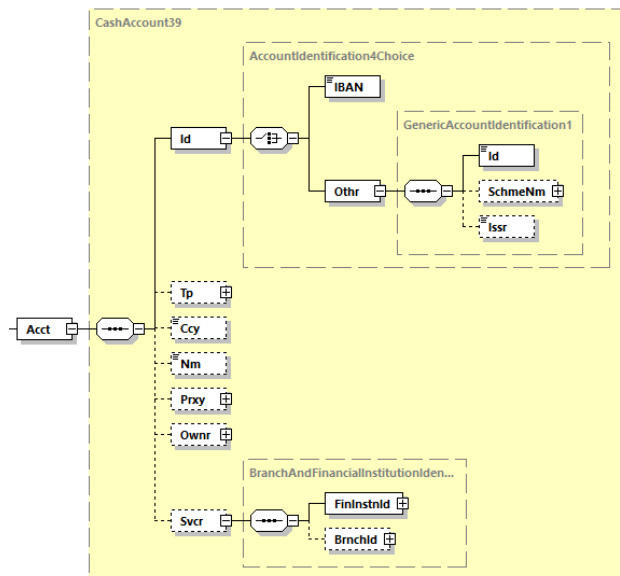 CashAccount39
AccountIdentification4Choice
IBAN
GenericAccountIdentification1
Id
Id
Othr
SchmeNm
Issr
Tp
Acct
Ccy
Nm
Prxy
Ownr
BranchAndFinancialInstitutionIden...
FinInstnId
Svcr
BrnchId